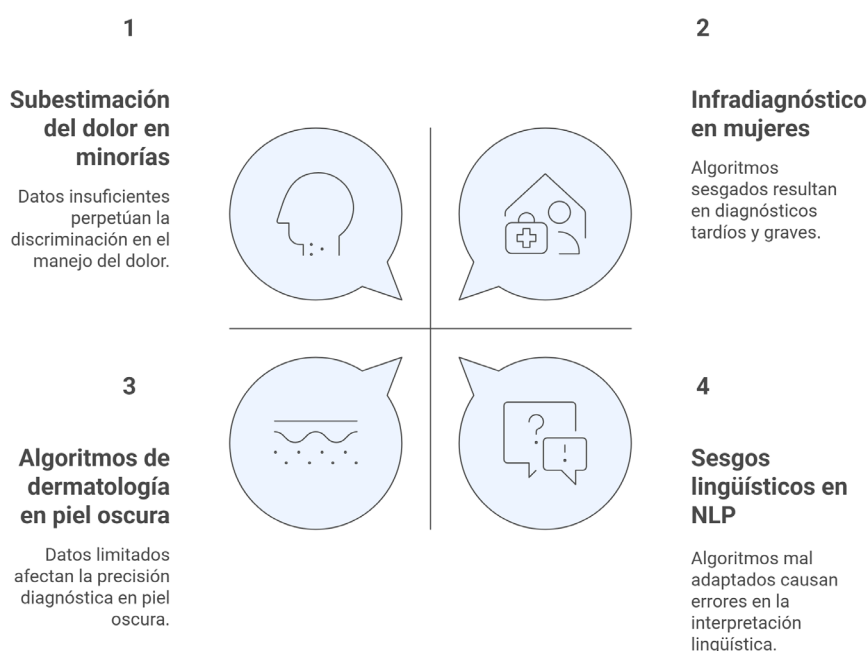 1
Subestimación
del dolor en
minorías
Datos insuficientes
perpetúan la
discriminación en el
manejo del dolor.
2
Infradiagnóstico
en mujeres
Algoritmos
sesgados resultan
en diagnósticos
tardíos y graves.
3
Algoritmos de
dermatología
en piel oscura
Datos limitados
afectan la precisión
diagnóstica en piel
oscura.
4
Sesgos
lingüísticos en
NLP
Algoritmos mal
adaptados causan
errores en la
interpretación
lingüística.